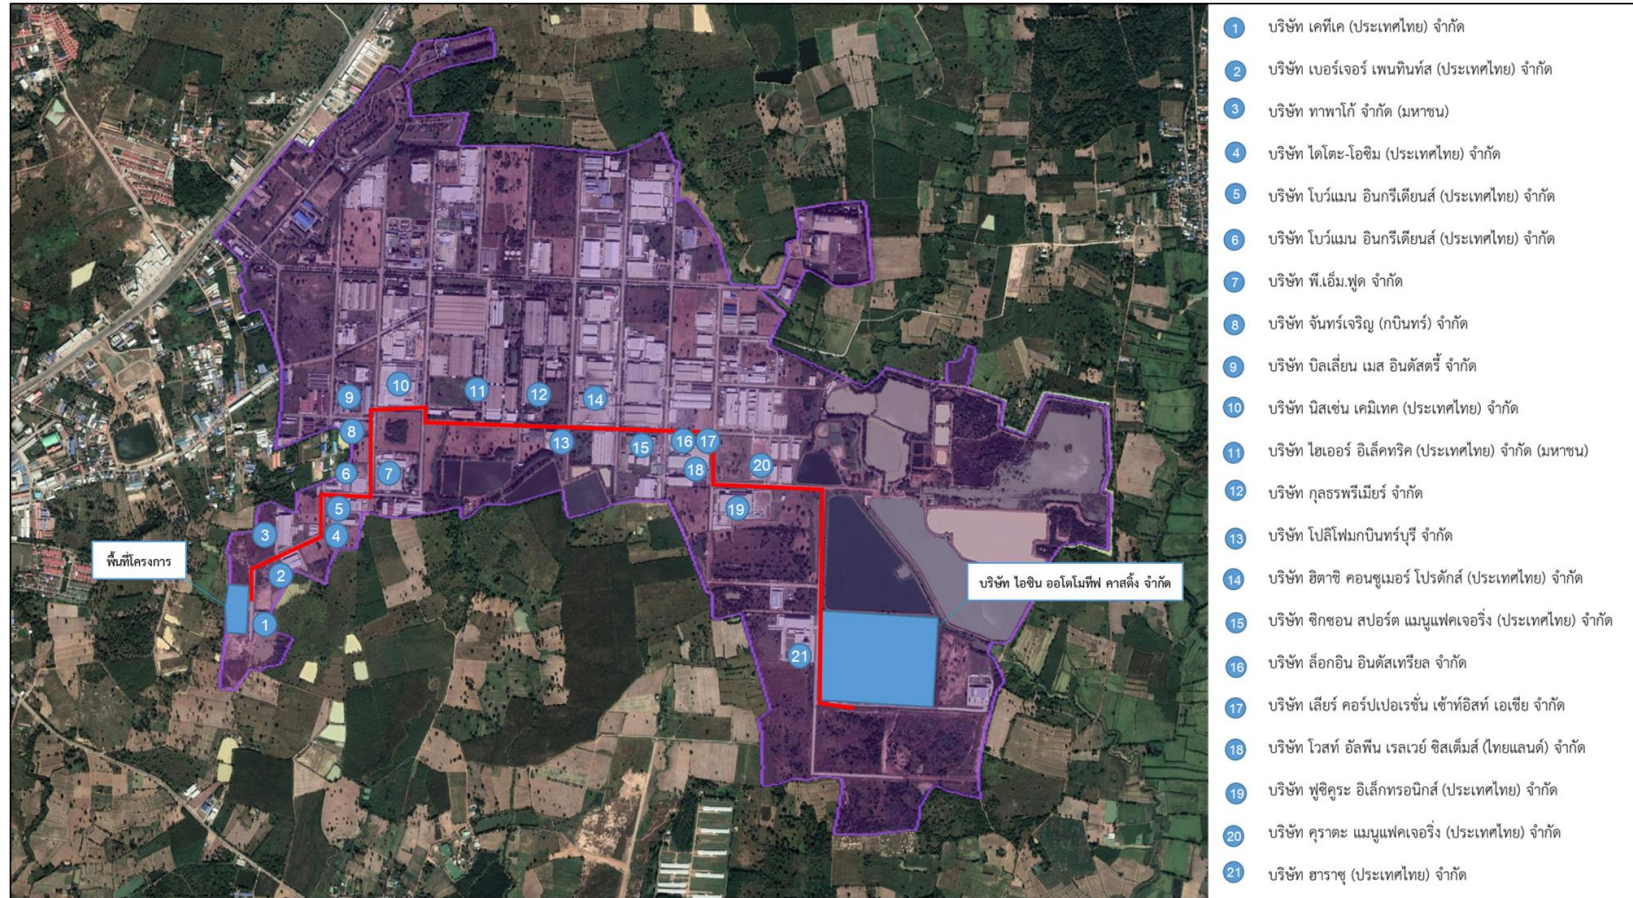 1 บริษัท เคทีเค (ประเทศไทย) จำกัด
2 บริษัท เบอร์เจอร์ เพนทินท์ส (ประเทศไทย) จำกัด
3 บริษัท ทาพาโก้ จำกัด (มหาชน)
4 บริษัท ไดโตะ-โอซิม (ประเทศไทย) จำกัด
5 บริษัท โบว์แมน อินกรีเดียนส์ (ประเทศไทย) จำกัด
6 บริษัท โบว์แมน อินกรีเดียนส์ (ประเทศไทย) จำกัด
7 บริษัท พี.เอ็ม.ฟูด จำกัด
8 บริษัท จันทร์เจริญ (กบินทร์) จำกัด
9 บริษัท บิลเลี่ยน เมส อินดัสตรี้ จำกัด
10 บริษัท นิสเซ่น เคมิเทค (ประเทศไทย) จำกัด
11 บริษัท ไฮเออร์ อิเล็คทริค (ประเทศไทย) จำกัด (มหาชน)
12 บริษัท กุลธรพรีเมียร์ จำกัด
13 บริษัท โปลิโฟมกบินทร์บุรี จำกัด
14 บริษัท ฮิตาชิ คอนซูเมอร์ โปรดักส์ (ประเทศไทย) จำกัด
15 บริษัท ซิกซอน สปอร์ต แมนูแฟคเจอริ่ง (ประเทศไทย) จำกัด
16 บริษัท ล็อกอิน อินดัสเทรียล จำกัด
17 บริษัท เลียร์ คอร์ปเปอเรชั่น เซ้าท์อิสท์ เอเชีย จำกัด
18 บริษัท โวสท์ อัลพีน เรลเวย์ ซิสเต็มส์ (ไทยแลนด์) จำกัด
19 บริษัท ฟูซิคูระ อิเล็กทรอนิกส์ (ประเทศไทย) จำกัด
20 บริษัท คุราตะ แมนูแฟคเจอริ่ง (ประเทศไทย) จำกัด
21 บริษัท ฮาราซุ (ประเทศไทย) จำกัด
10
11
12
14
9
8
13
15
16
17
18
20
6
7
5
19
3
4
พื้นที่โครงการ
2
บริษัท ไอซิน ออโตโมทีฟ คาสติ้ง จำกัด
1
21